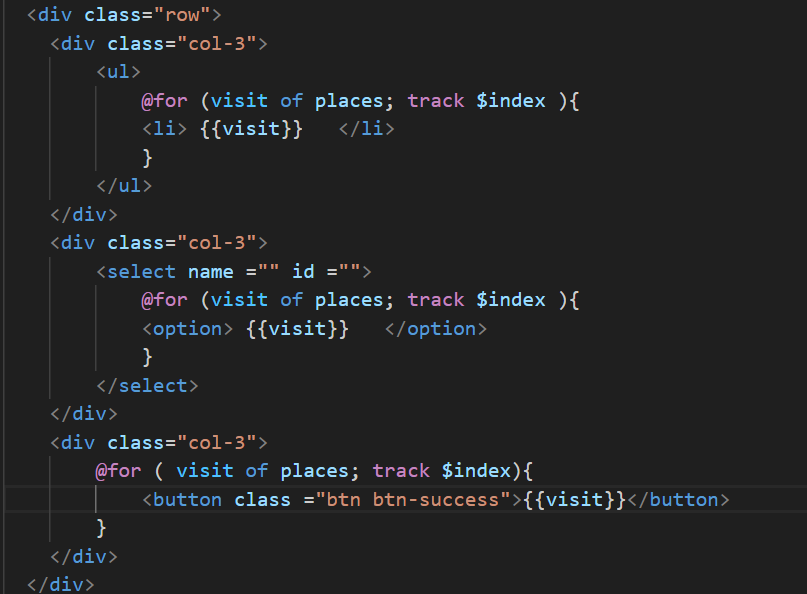 <div class="row">
<div class="col-3">
<ul>
@for (visit of places; track $index ){
<li> {{visit}}   </li>
}
</ul>
</div>
<div class="col-3">
<select name ="" id ="">
@for (visit of places; track $index ){
<option> {{visit}}   </option>
}
</select>
</div>
<div class="col-3">
@for ( visit of places; track $index){
<button class ="btn btn-success">{{visit}}</button>
}
</div>
</div>